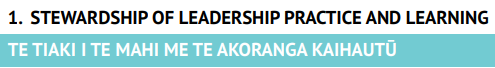 1. STEWARDSHIP OF LEADERSHIP PRACTICE AND LEARNING
TE TIAKI I TE MAHI ME TE AKORANGA KAIHAUTŪ